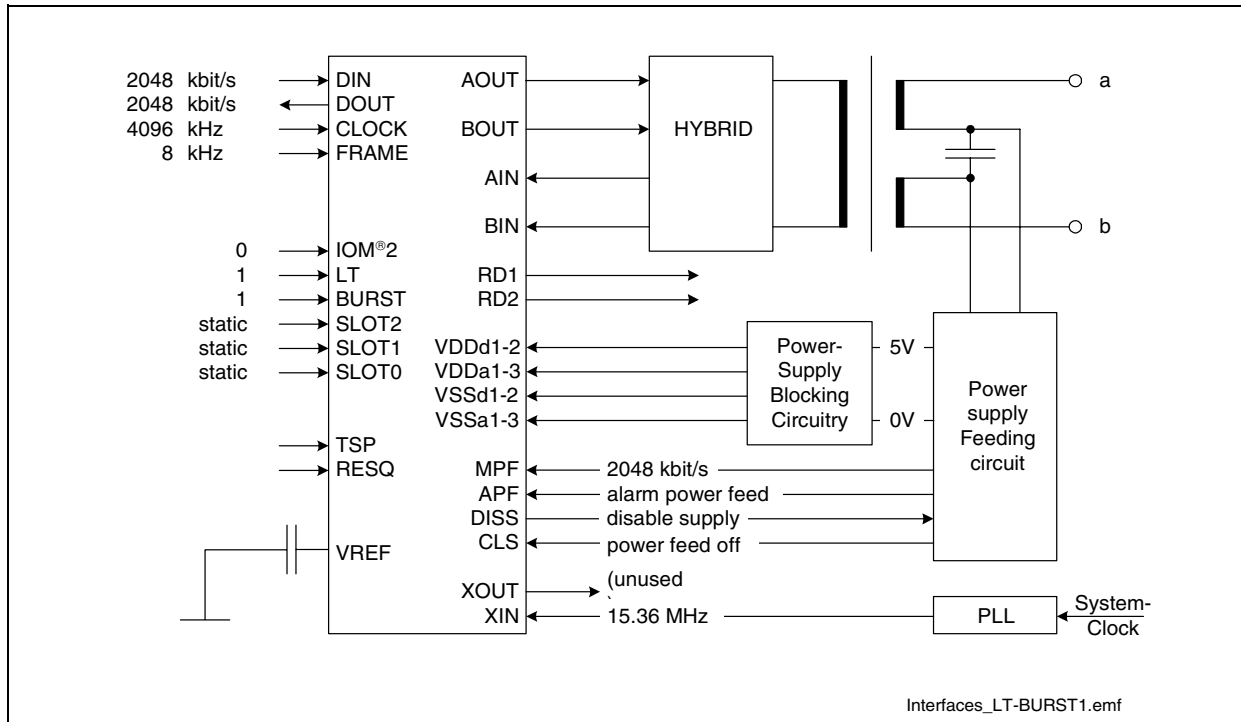 2048 kbit/s
DIN
2048 kbit/s
DOUT
4096 kHz
CLOCK
8 kHz
FRAME
0
IOM®2
1
LT
1
BURST
static
SLOT2
static
SLOT1
static
SLOT0
TSP
RESQ
VREF
AOUT
BOUT
AIN
BIN
RD1
RD2
VDDd1-2
VDDa1-3
VSSd1-2
VSSa1-3
MPF
2048 kbit/s
APF
alarm power feed
DISS
disable supply
CLS
power feed off
XOUT
(unused
)
XIN
15.36 MHz
HYBRID
a
b
Power-
Supply
Blocking
Circuitry
5V
0V
Power
supply
Feeding
circuit
PLL
System-
Clock
Interfaces_LT-BURST1.emf